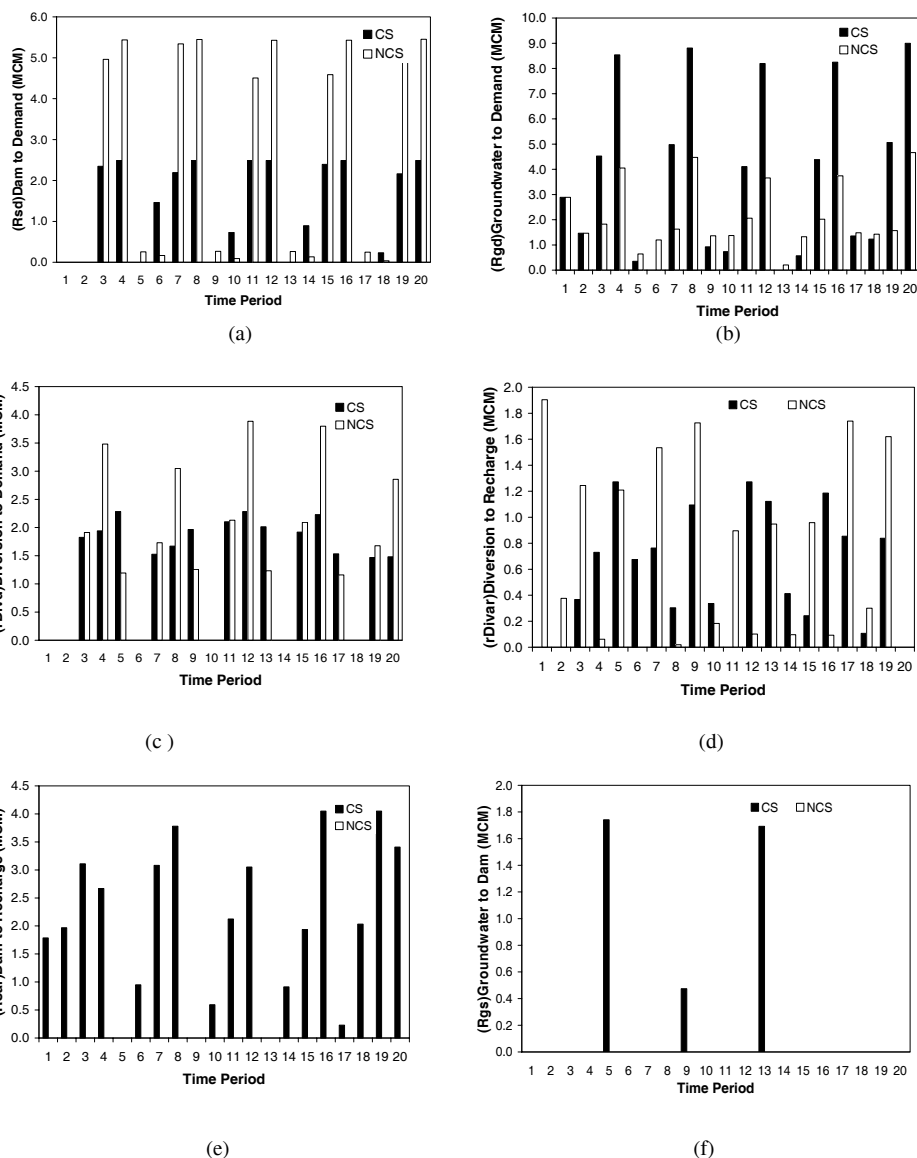 6.0
5.0
4.0
3.0
2.0
1.0
0.0
(Rsd)Dam to Demand (MCM)
CS
NCS
1 2 3 4 5 6 7 8 9 10 11 12 13 14 15 16 17 18 19 20
Time Period
(a)
10.0
9.0
8.0
7.0
6.0
5.0
4.0
3.0
2.0
1.0
0.0
(Rgd)Groundwater to Demand (MCM)
CS
NCS
1 2 3 4 5 6 7 8 9 10 11 12 13 14 15 16 17 18 19 20
Time Period
(b)
4.5
4.0
3.5
3.0
2.5
2.0
1.5
1.0
0.5
0.0
(rDivd)Diversion to Demand (MCM)
CS
NCS
1 2 3 4 5 6 7 8 9 10 11 12 13 14 15 16 17 18 19 20
Time Period
(c )
2.0
1.8
1.6
1.4
1.2
1.0
0.8
0.6
0.4
0.2
0.0
(rDivar)Diversion to Recharge (MCM)
CS
NCS
1 2 3 4 5 6 7 8 9 10 11 12 13 14 15 16 17 18 19 20
Time Period
(d)
4.5
4.0
3.5
3.0
2.5
2.0
1.5
1.0
0.5
0.0
Dam to Recharge (MCM)
CS
NCS
1 2 3 4 5 6 7 8 9 10 11 12 13 14 15 16 17 18 19 20
Time Period
(e)
2.0
1.8
1.6
1.4
1.2
1.0
0.8
0.6
0.4
0.2
0.0
(Rgs)Groundwater to Dam (MCM)
CS
NCS
1 2 3 4 5 6 7 8 9 10 11 12 13 14 15 16 17 18 19 20
Time Period
(f)